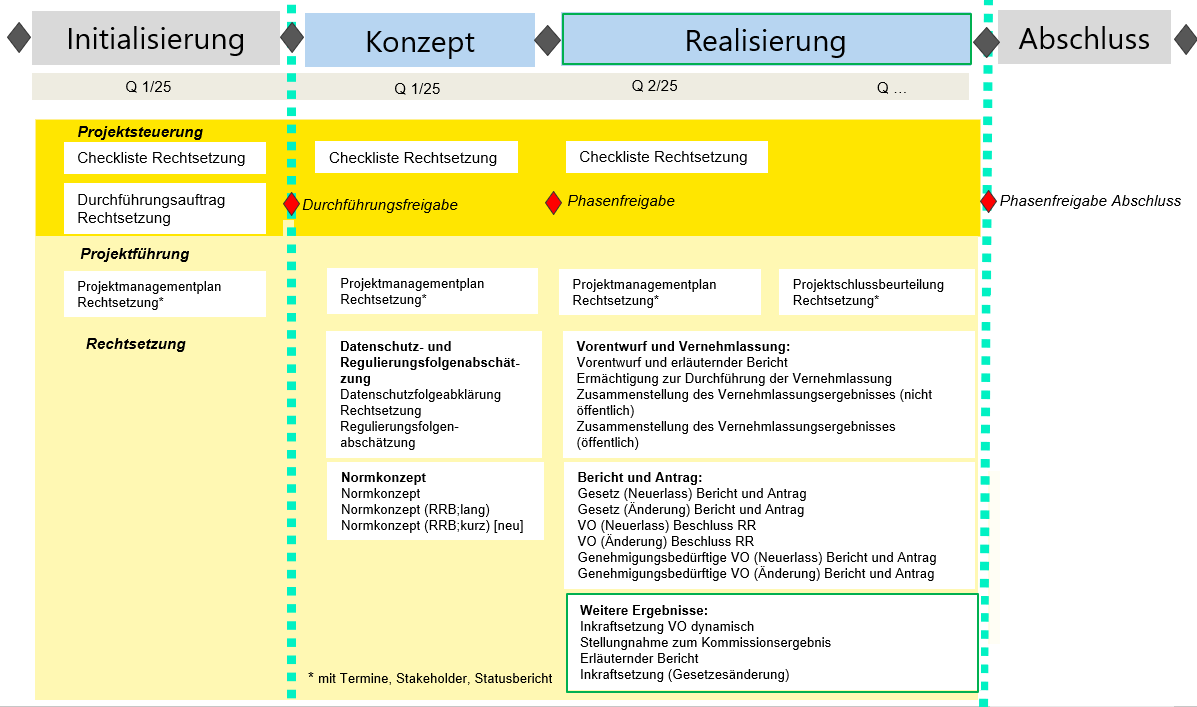 Initialisierung
Konzept
Realisierung
Abschluss
Q 1/25
Q 1/25
Q 2/25
Q ...
Projektsteuerung
Checkliste Rechtsetzung
Checkliste Rechtsetzung
Checkliste Rechtsetzung
Durchführungsauftrag
Rechtsetzung
Durchführungsfreigabe
Phasenfreigabe
Phasenfreigabe Abschluss
Projektführung
Projektmanagementplan
Rechtsetzung*
Projektmanagementplan
Rechtsetzung*
Projektmanagementplan
Rechtsetzung*
Projektschlussbeurteilung
Rechtsetzung*
Rechtsetzung
Datenschutz- und
Regulierungsfolgenabschät-
zung
Datenschutzfolgeabklärung
Rechtsetzung
Regulierungsfolgen-
abschätzung
Normkonzept
Normkonzept
Normkonzept (RRB;lang)
Normkonzept (RRB;kurz) [neu]
Vorentwurf und Vernehmlassung:
Vorentwurf und erläuternder Bericht
Ermächtigung zur Durchführung der Vernehmlassung
Zusammenstellung des Vernehmlassungsergebnisses (nicht
öffentlich)
Zusammenstellung des Vernehmlassungsergebnisses
(öffentlich)
Bericht und Antrag:
Gesetz (Neuerlass) Bericht und Antrag
Gesetz (Änderung) Bericht und Antrag
VO (Neuerlass) Beschluss RR
VO (Änderung) Beschluss RR
Genehmigungsbedürftige VO (Neuerlass) Bericht und Antrag
Genehmigungsbedürftige VO (Änderung) Bericht und Antrag
Weitere Ergebnisse:
Inkraftsetzung VO dynamisch
Stellungnahme zum Kommissionsergebnis
Erläuternder Bericht
Inkraftsetzung (Gesetzesänderung)
* mit Termine, Stakeholder, Statusbericht